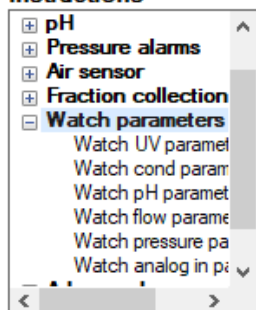 pH
Pressure alarms
Air sensor
Fraction collection
Watch parameters
Watch UV paramet
Watch cond param
Watch pH paramet
Watch flow parame
Watch pressure pa
Watch analog in pa